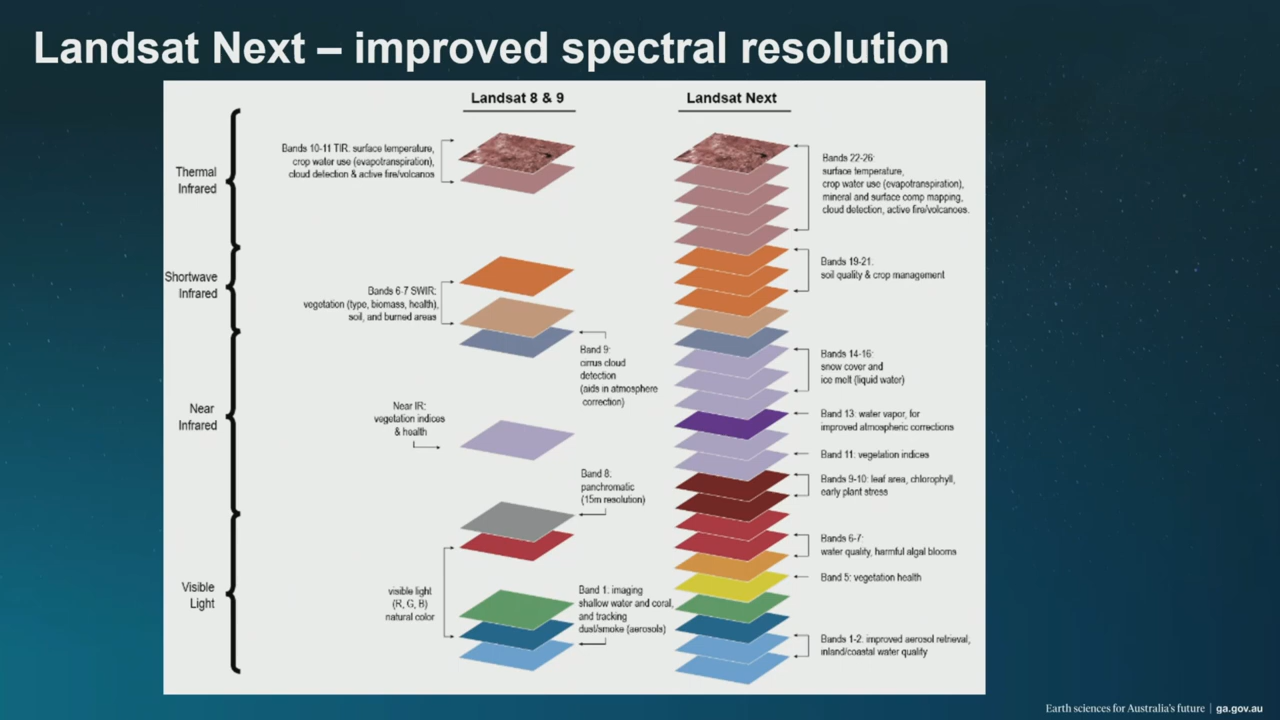 Landsat Next – improved spectral resolution
Landsat 8 & 9
Landsat Next
Thermal
Infrared
Bands 10-11 TIR: surface temperature,
crop water use (evapotranspiration),
cloud detection & active fire/volcanos
Bands 22-26:
surface temperature,
crop water use (evapotranspiration),
mineral and surface comp mapping,
cloud detection, active fire/volcanoes.
Shortwave
Infrared
Bands 6-7 SWIR:
vegetation (type, biomass, health),
soil, and burned areas
Bands 19-21:
soil quality & crop management
Band 9:
cirrus cloud
detection
(aids in atmosphere
correction)
Bands 14-16:
snow cover and
ice melt (liquid water)
Near
Infrared
Near IR:
vegetation indices
& health
Band 13: water vapor, for
improved atmospheric corrections
Band 11: vegetation indices
Band 8:
panchromatic
(15m resolution)
Bands 9-10: leaf area, chlorophyll,
early plant stress
Bands 6-7:
water quality, harmful algal blooms
Band 5: vegetation health
Visible
Light
visible light
(R, G, B)
natural color
Band 1: imaging
shallow water and coral,
and tracking
dust/smoke (aerosols)
Bands 1-2: improved aerosol retrieval,
inland/coastal water quality
Earth sciences for Australia's future | ga.gov.au